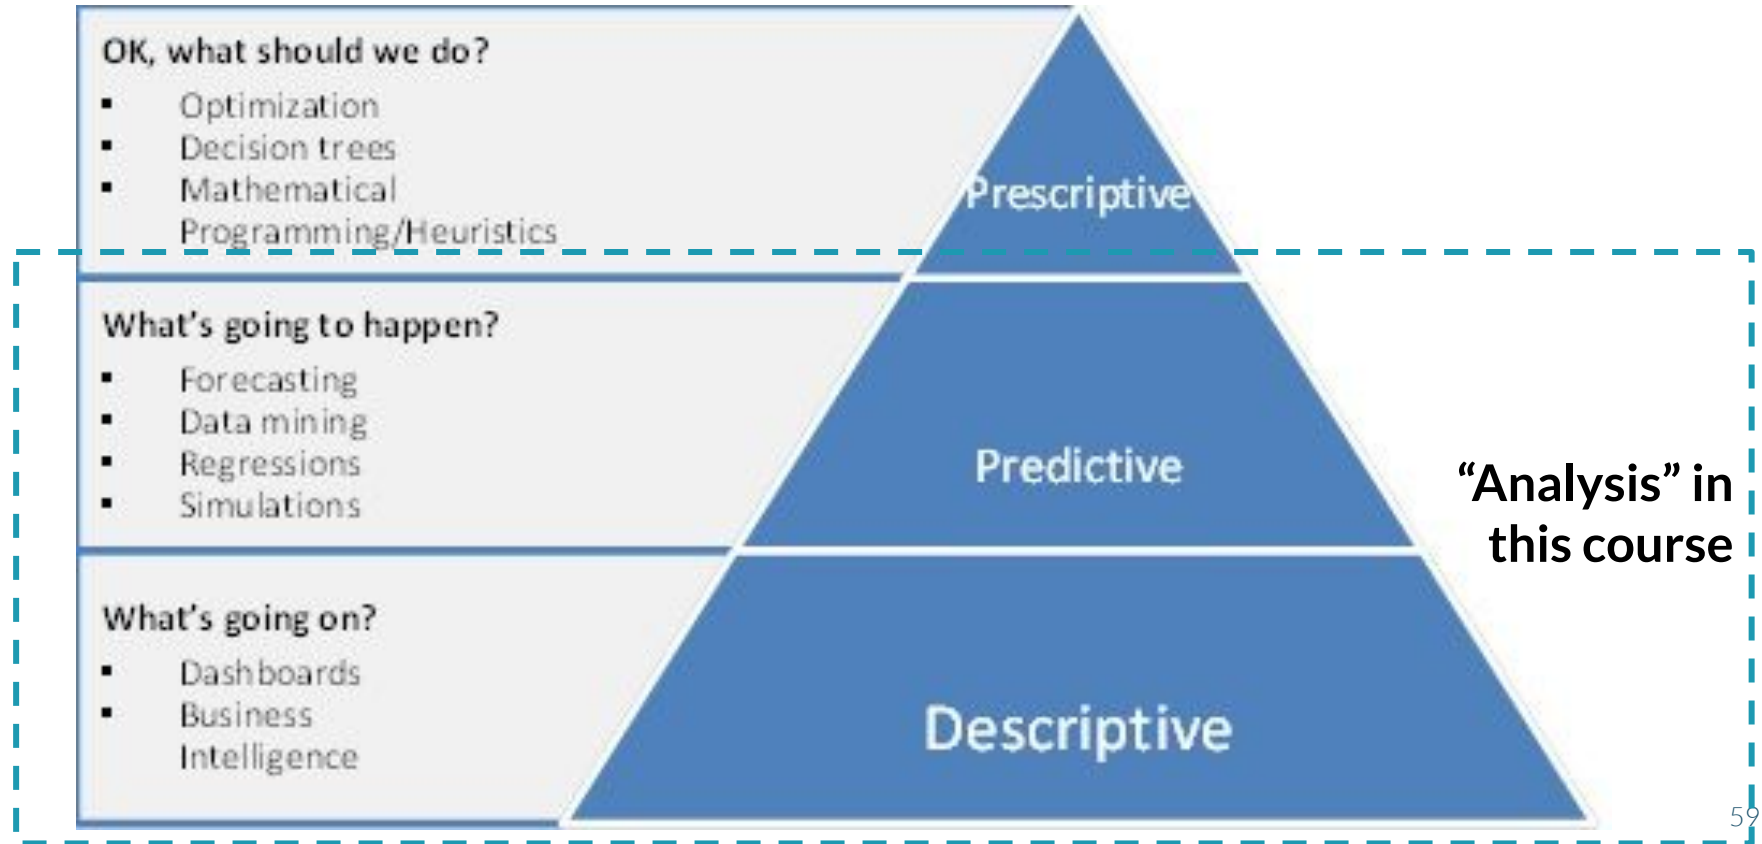 OK, what should we do?
▪ Optimization
▪ Decision trees
▪ Mathematical
Programming/Heuristics
Prescriptive
What's going to happen?
▪ Forecasting
▪ Data mining
▪ Regressions
▪ Simulations
Predictive
“Analysis” in
this course
What's going on?
▪ Dashboards
▪ Business
Intelligence
Descriptive
59